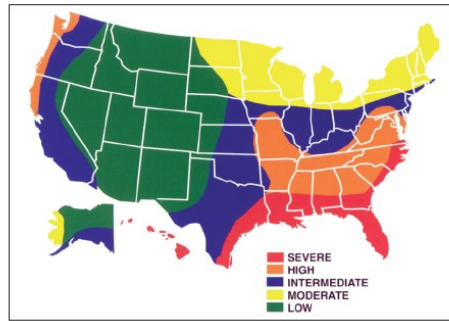 SEVERE
HIGH
INTERMEDIATE
MODERATE
LOW